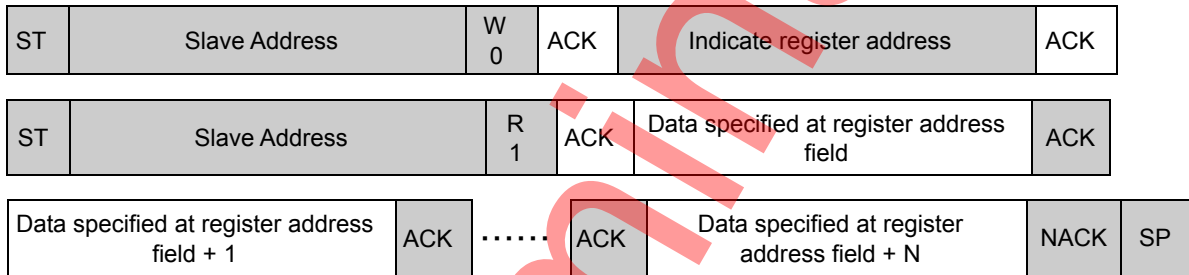 ST Slave Address W 0 ACK Indicate register address ACK
ST Slave Address R 1 ACK Data specified at register address field ACK
Data specified at register address field + 1 ACK ...... ACK Data specified at register address field + N NACK SP